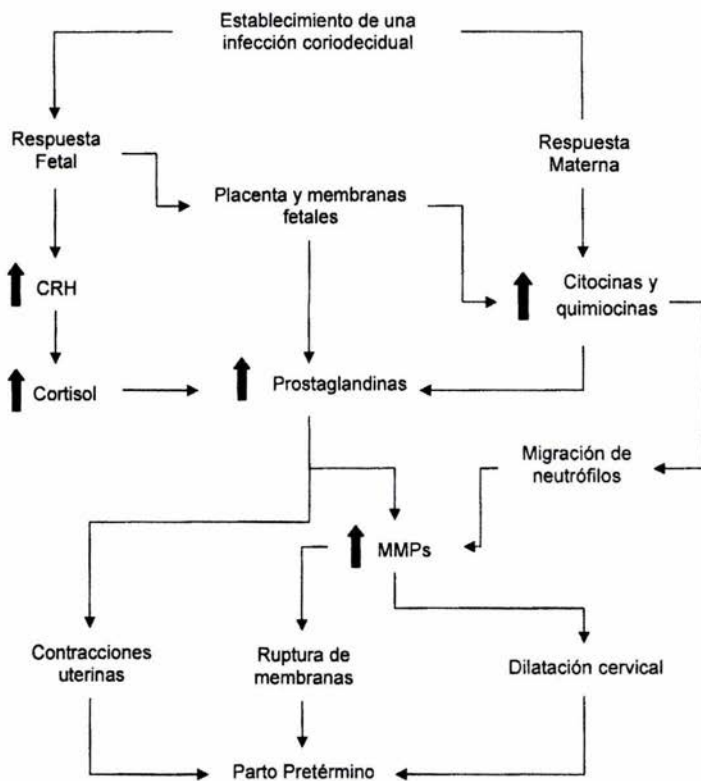 Establecimiento de una
infección coriodecidual
Respuesta
Fetal
Respuesta
Materna
Placenta y membranas
fetales
CRH
Citocinas y
quimiocinas
Cortisol
Prostaglandinas
Migración de
neutrófilos
MMPs
Contracciones
uterinas
Ruptura de
membranas
Dilatación cervical
Parto Pretérmino